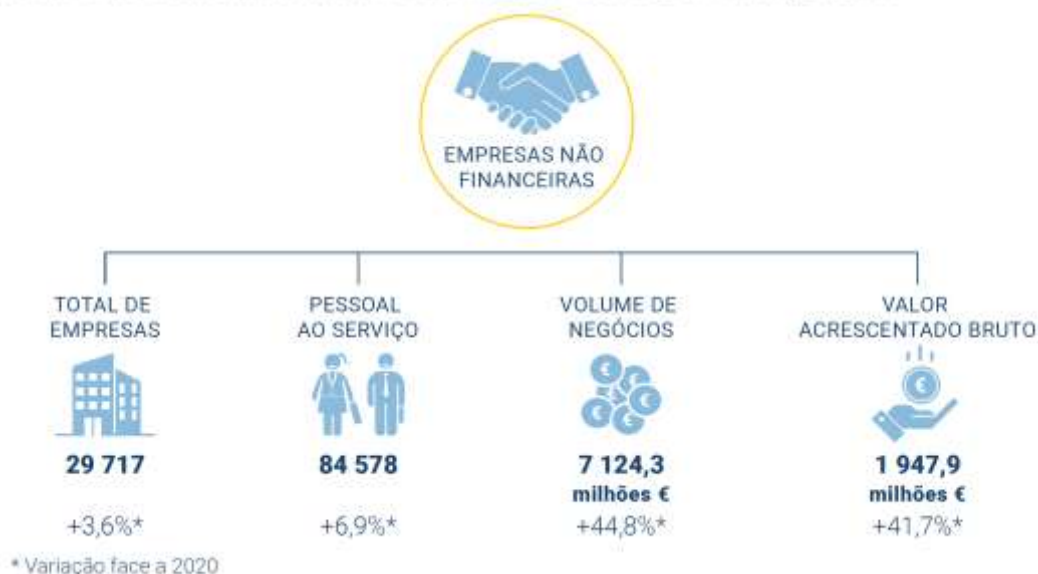 EMPRESAS NÃO
FINANCEIRAS
TOTAL DE
EMPRESAS
29 717
+3,6%*
PESSOAL
AO SERVIÇO
84 578
+6,9%*
VOLUME DE
NEGÓCIOS
7 124,3
milhões €
+44,8%*
VALOR
ACRESCENTADO BRUTO
1 947,9
milhões €
+41,7%*
* Variação face a 2020